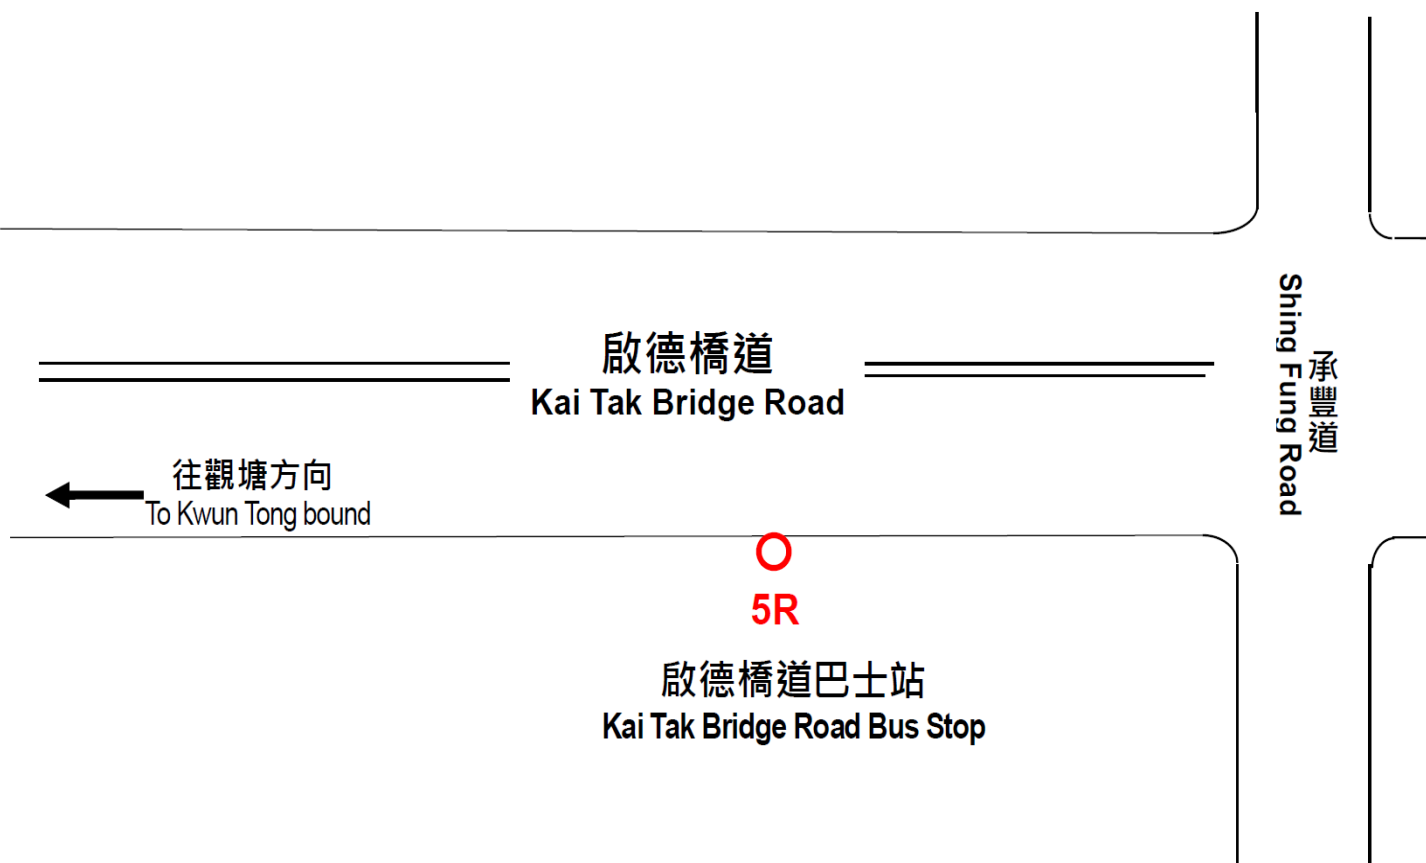 啟德橋道
Kai Tak Bridge Road
Shing Fung Road
承豐道
往觀塘方向
To Kwun Tong bound
5R
啟德橋道巴士站
Kai Tak Bridge Road Bus Stop